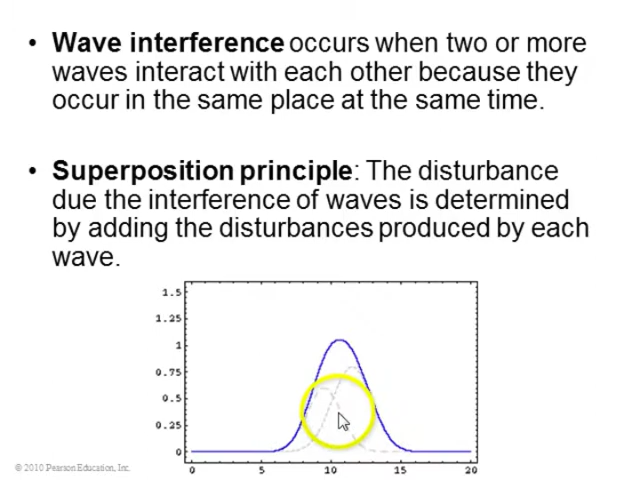 • Wave interference occurs when two or more
waves interact with each other because they
occur in the same place at the same time.
• Superposition principle: The disturbance
due the interference of waves is determined
by adding the disturbances produced by each
wave.
1.5
1.25
1
0.75
0.5
0.25
0
0 5 10 15 20
© 2010 Pearson Education, Inc.